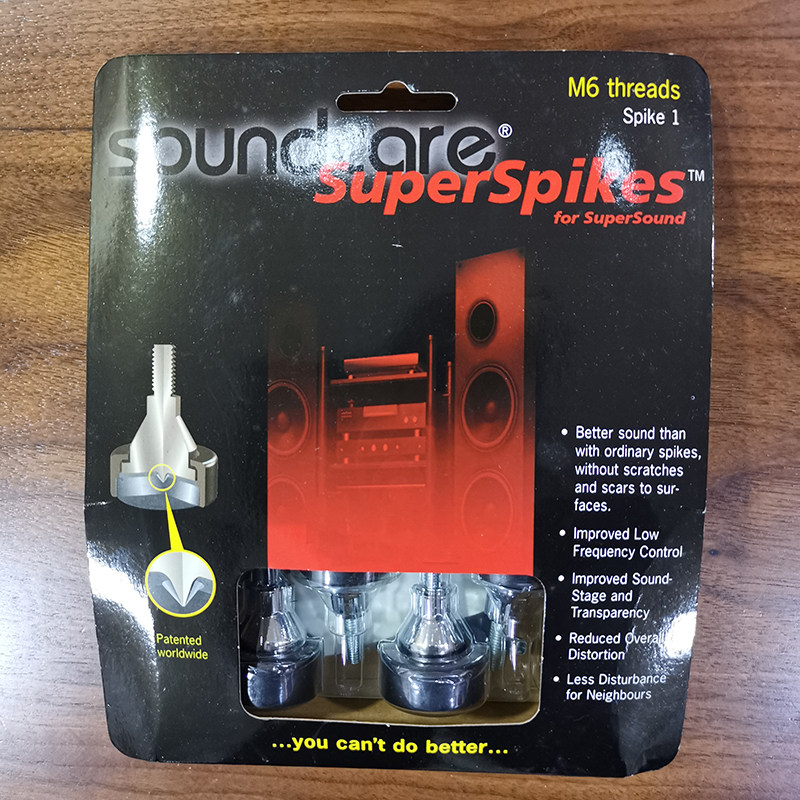 M6 threads
Spike 1
soundcare®
SuperSpikes™
for SuperSound
• Better sound than
with ordinary spikes,
without scratches
and scars to sur-
faces.
• Improved Low
Frequency Control
• Improved Sound-
Stage and
Transparency
• Reduced Overall
Distortion
• Less Disturbance
for Neighbours
Patented
worldwide
...you can't do better...